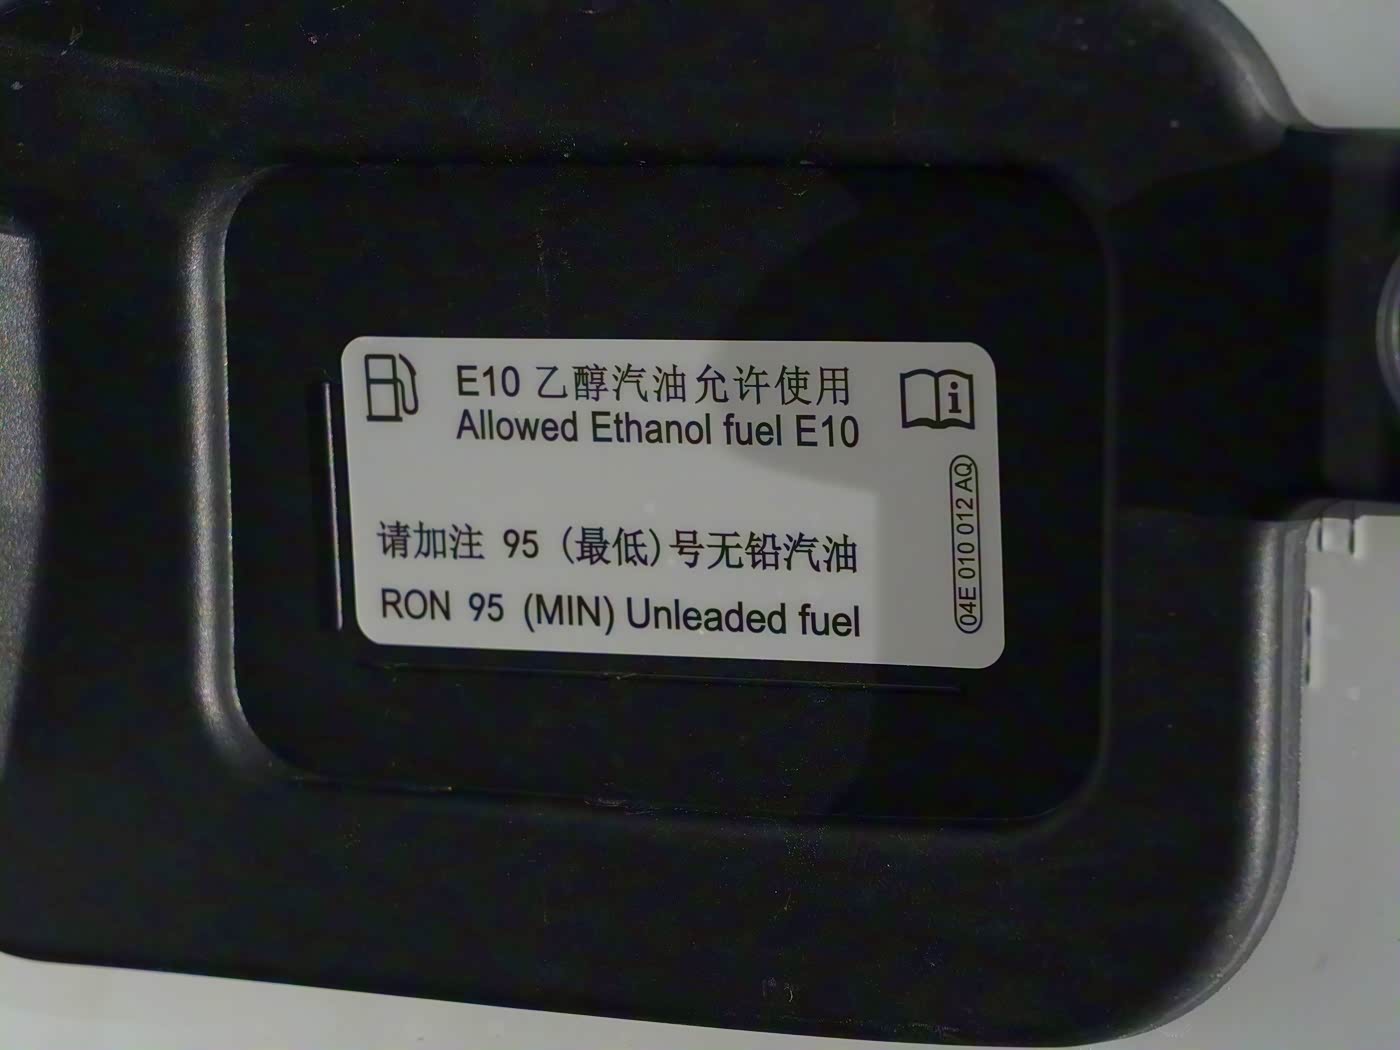 E10 乙醇汽油允许使用
Allowed Ethanol fuel E10
请加注 95 (最低)号无铅汽油
RON 95 (MIN) Unleaded fuel
04E 010 012 AQ